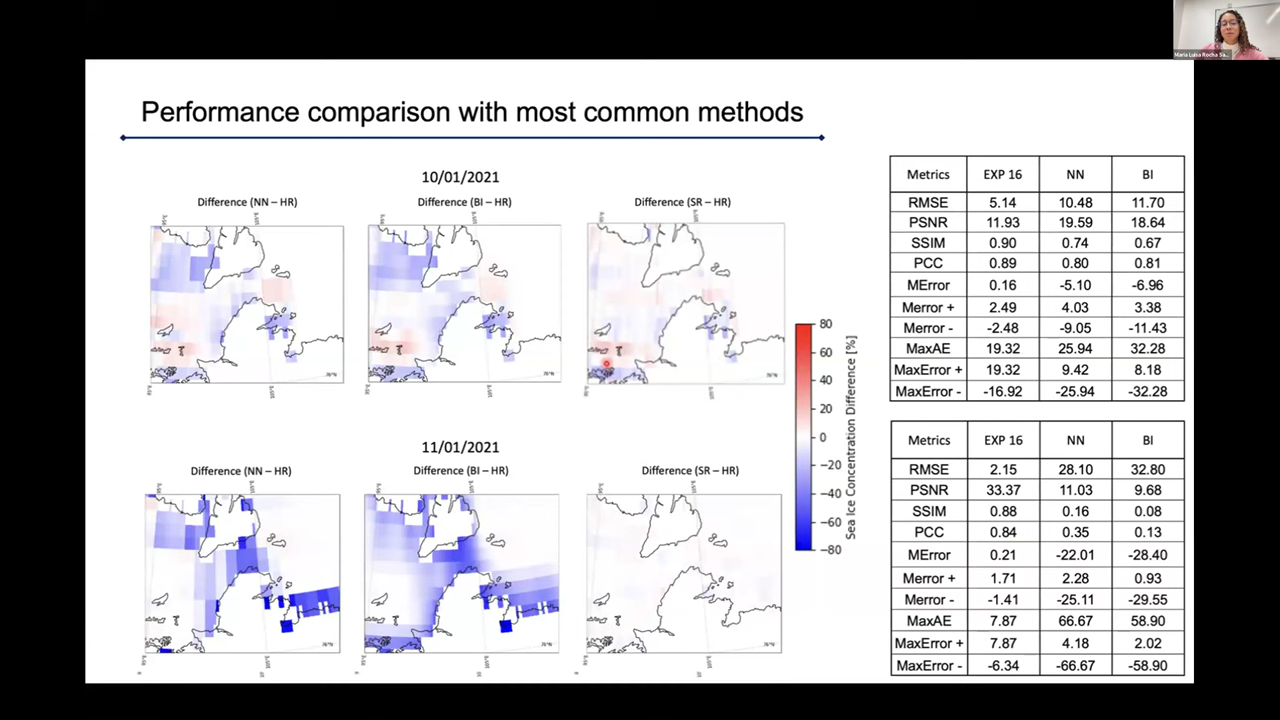 Maria Luisa Rocha Sa...
Performance comparison with most common methods
10/01/2021
Difference (NN – HR)
Difference (BI – HR)
Difference (SR – HR)
11/01/2021
Difference (NN – HR)
Difference (BI – HR)
Difference (SR – HR)
80
60
40
20
0
−20
−40
−60
−80
Sea Ice Concentration Difference [%]
Metrics EXP 16 NN BI
RMSE 5.14 10.48 11.70
PSNR 11.93 19.59 18.64
SSIM 0.90 0.74 0.67
PCC 0.89 0.80 0.81
MError 0.16 -5.10 -6.96
Merror + 2.49 4.03 3.38
Merror - -2.48 -9.05 -11.43
MaxAE 19.32 25.94 32.28
MaxError + 19.32 9.42 8.18
MaxError - -16.92 -25.94 -32.28
Metrics EXP 16 NN BI
RMSE 2.15 28.10 32.80
PSNR 33.37 11.03 9.68
SSIM 0.88 0.16 0.08
PCC 0.84 0.35 0.13
MError 0.21 -22.01 -28.40
Merror + 1.71 2.28 0.93
Merror - -1.41 -25.11 -29.55
MaxAE 7.87 66.67 58.90
MaxError + 7.87 4.18 2.02
MaxError - -6.34 -66.67 -58.90